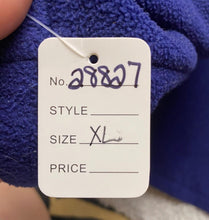 No. 28827
STYLE
SIZE XL
PRICE